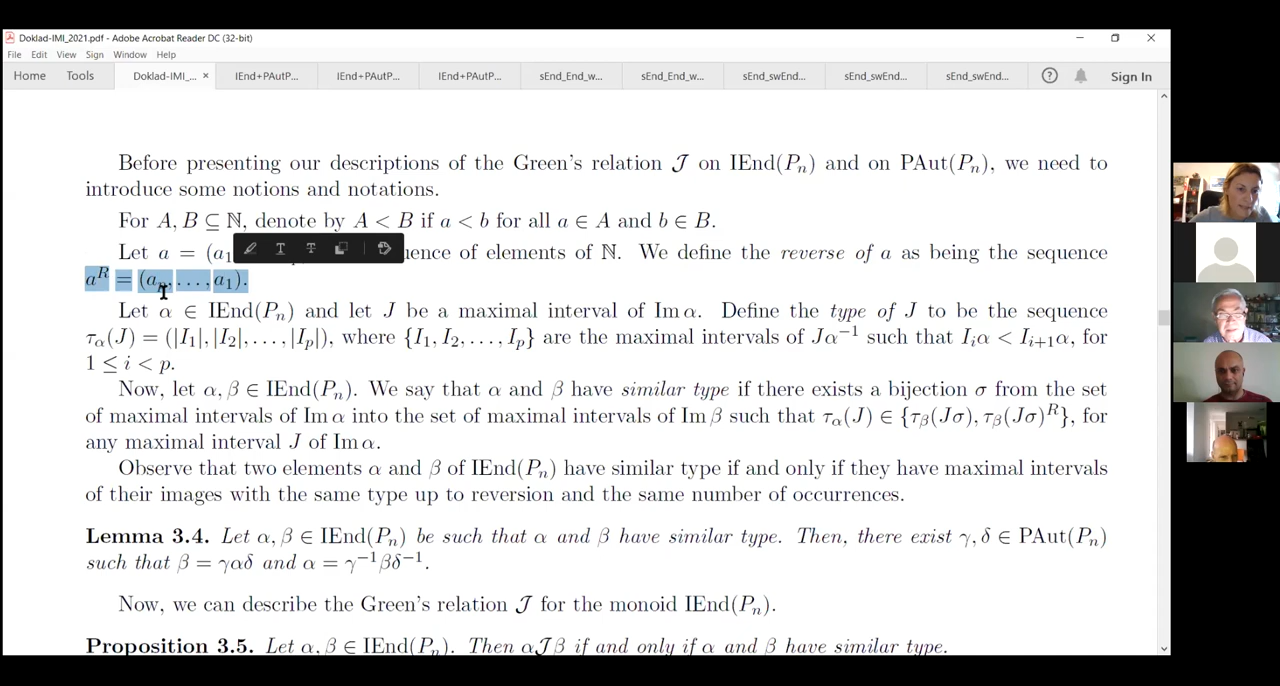 Doklad-IMI_2021.pdf - Adobe Acrobat Reader DC (32-bit)
File Edit View Sign Window Help
Home Tools Doklad-IMI_... × IEnd+PAutP... IEnd+PAutP... IEnd+PAutP... sEnd_End_w... sEnd_End_w... sEnd_swEnd... sEnd_swEnd... sEnd_swEnd... Sign In
Before presenting our descriptions of the Green's relation 𝒥 on IEnd(Pₙ) and on PAut(Pₙ), we need to
introduce some notions and notations.
For A, B ⊆ ℕ, denote by A < B if a < b for all a ∈ A and b ∈ B.
Let a = (a₁ uence of elements of ℕ. We define the reverse of a as being the sequence
aᴿ = (aₙ, . . . , a₁).
Let α ∈ IEnd(Pₙ) and let J be a maximal interval of Im α. Define the type of J to be the sequence
τ_α(J) = (|I₁|, |I₂|, . . . , |Iₚ|), where {I₁, I₂, . . . , Iₚ} are the maximal intervals of Jα⁻¹ such that Iᵢα < Iᵢ₊₁α, for
1 ≤ i < p.
Now, let α, β ∈ IEnd(Pₙ). We say that α and β have similar type if there exists a bijection σ from the set
of maximal intervals of Im α into the set of maximal intervals of Im β such that τ_α(J) ∈ {τ_β(Jσ), τ_β(Jσ)ᴿ}, for
any maximal interval J of Im α.
Observe that two elements α and β of IEnd(Pₙ) have similar type if and only if they have maximal intervals
of their images with the same type up to reversion and the same number of occurrences.
Lemma 3.4. Let α, β ∈ IEnd(Pₙ) be such that α and β have similar type. Then, there exist γ, δ ∈ PAut(Pₙ)
such that β = γαδ and α = γ⁻¹βδ⁻¹.
Now, we can describe the Green's relation 𝒥 for the monoid IEnd(Pₙ).
Proposition 3.5. Let α, β ∈ IEnd(Pₙ). Then α𝒥β if and only if α and β have similar type.